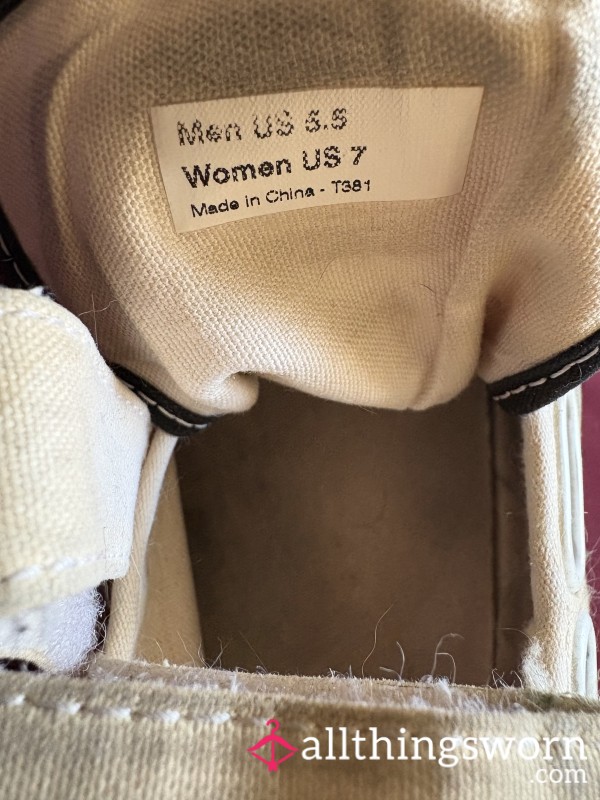 Men US 5.5
Women US 7
Made in China - T381
allthingsworn
.com